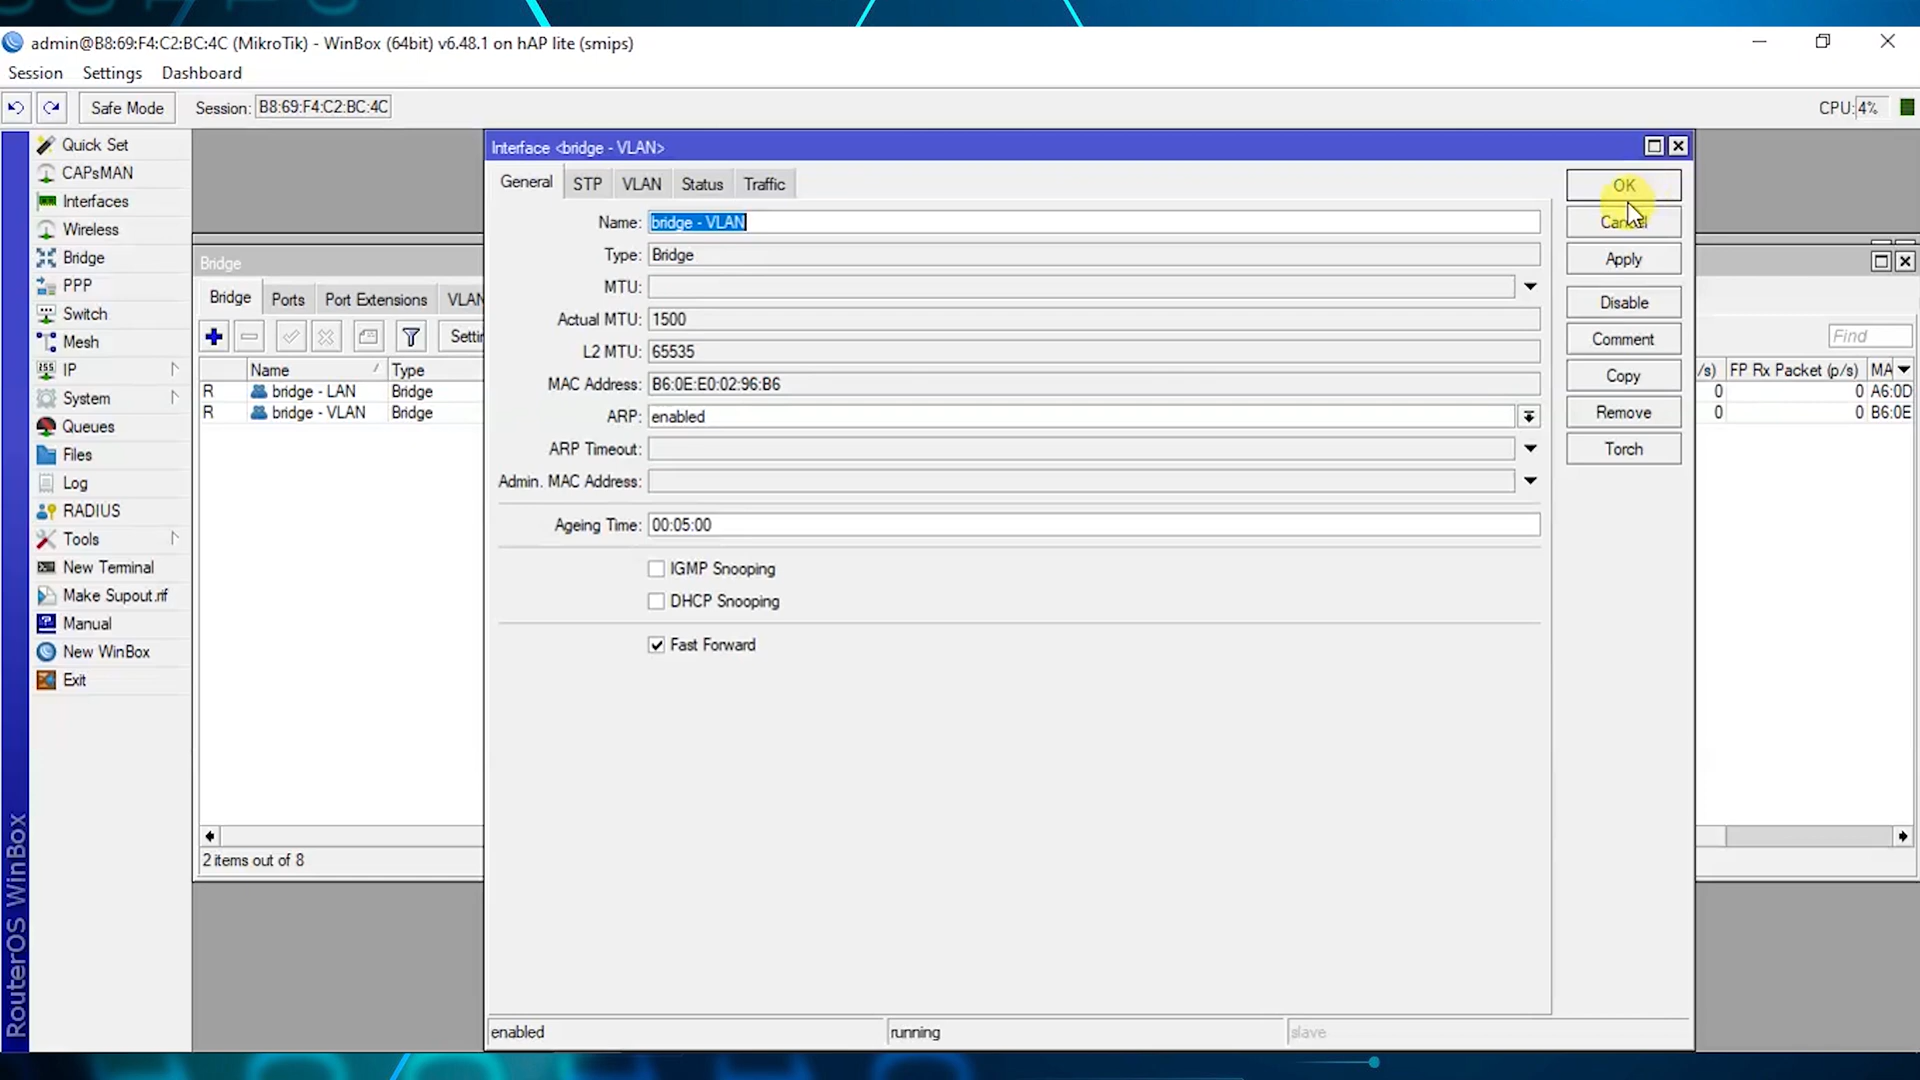 admin@B8:69:F4:C2:BC:4C (MikroTik) - WinBox (64bit) v6.48.1 on hAP lite (smips)
Session Settings Dashboard
Safe Mode Session: B8:69:F4:C2:BC:4C CPU: 4%
Quick Set
CAPsMAN
Interfaces
Wireless
Bridge
PPP
Switch
Mesh
IP
System
Queues
Files
Log
RADIUS
Tools
New Terminal
Make Supout.rif
Manual
New WinBox
Exit
RouterOS WinBox
Bridge
Bridge Ports Port Extensions VLAN
Settin
Name Type
R bridge - LAN Bridge
R bridge - VLAN Bridge
2 items out of 8
Interface <bridge - VLAN>
General STP VLAN Status Traffic
Name: bridge - VLAN
Type: Bridge
MTU:
Actual MTU: 1500
L2 MTU: 65535
MAC Address: B6:0E:E0:02:96:B6
ARP: enabled
ARP Timeout:
Admin. MAC Address:
Ageing Time: 00:05:00
IGMP Snooping
DHCP Snooping
Fast Forward
enabled running slave
OK
Apply
Disable
Comment
Copy
Remove
Torch
Find
/s) FP Rx Packet (p/s) MA
0 0 A6:0D
0 0 B6:0E